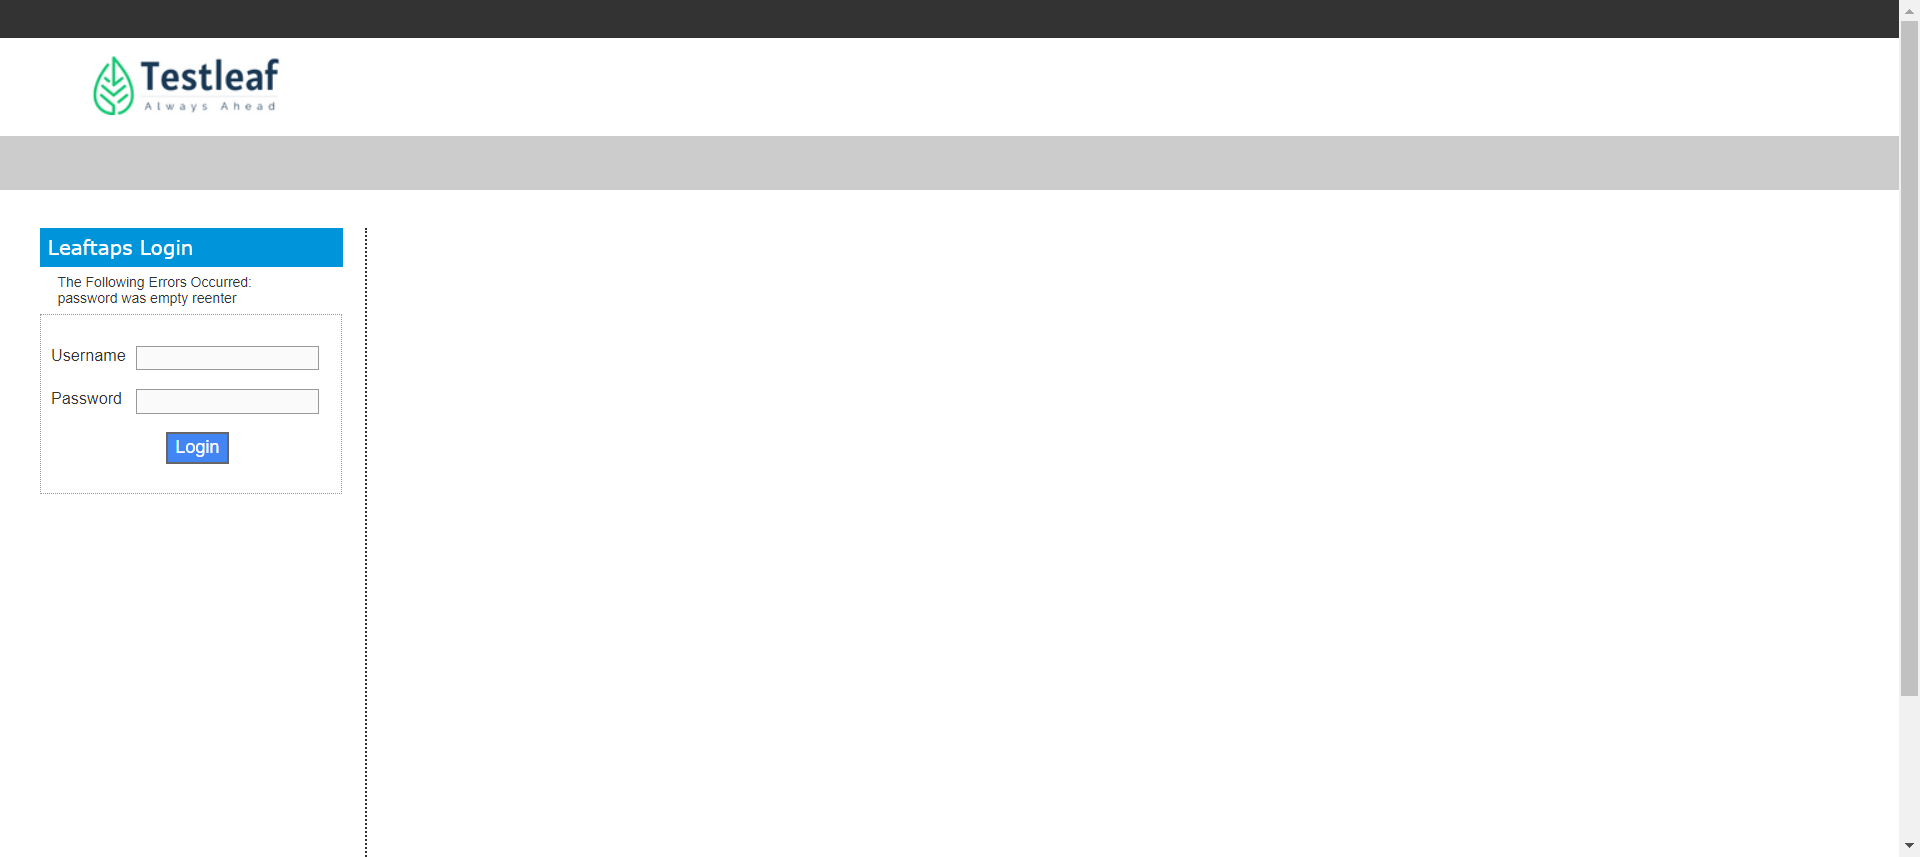 Testleaf
Always Ahead
Leaftaps Login
The Following Errors Occurred:
password was empty reenter
Username
Password
Login